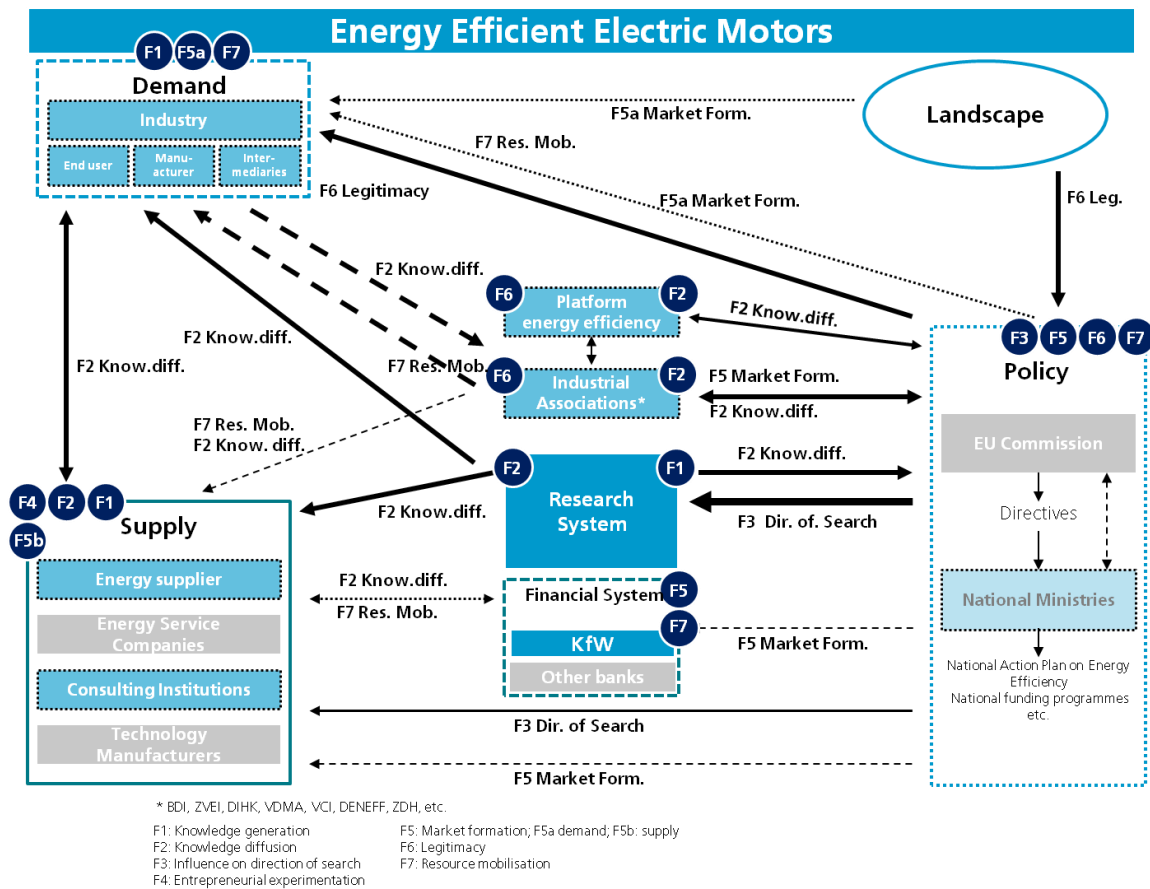 Energy Efficient Electric Motors
F1
F5a
F7
Demand
Industry
End user
Manu-
facturer
Inter-
mediaries
F5a Market Form.
Landscape
F7 Res. Mob.
F6 Legitimacy
F5a Market Form.
F6 Leg.
F2 Know.diff.
F6
Platform
energy efficiency
F2
F2 Know.diff.
F2 Know.diff.
F2 Know.diff.
F7 Res. Mob.
F6
Industrial
Associations*
F2
F5 Market Form.
F2 Know.diff.
F3
F5
F6
F7
Policy
EU Commission
Directives
National Ministries
National Action Plan on Energy
Efficiency
National funding programmes
etc.
F7 Res. Mob.
F2 Know. diff.
F2
Research
System
F1
F2 Know.diff.
F3 Dir. of. Search
F2 Know.diff.
F4
F2
F1
F5b
Supply
Energy supplier
Energy Service
Companies
Consulting Institutions
Technology
Manufacturers
F2 Know.diff.
F7 Res. Mob.
Financial System
F5
F7
KfW
Other banks
F5 Market Form.
F3 Dir. of Search
F5 Market Form.
* BDI, ZVEI, DIHK, VDMA, VCI, DENEFF, ZDH, etc.
F1: Knowledge generation
F2: Knowledge diffusion
F3: Influence on direction of search
F4: Entrepreneurial experimentation
F5: Market formation; F5a demand; F5b: supply
F6: Legitimacy
F7: Resource mobilisation